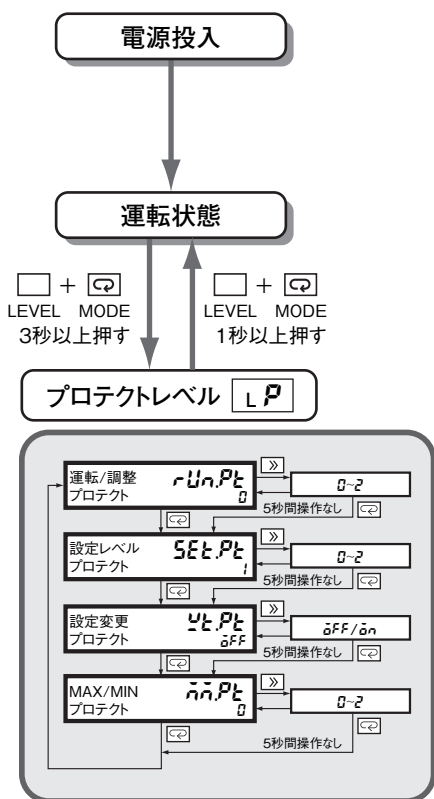 電源投入
運転状態
+
LEVEL MODE
3秒以上押す
+
LEVEL MODE
1秒以上押す
プロテクトレベル L P
運転/調整
プロテクト
rUn.Pt
0
0~2
5秒間操作なし
設定レベル
プロテクト
SEt.Pt
1
0~2
5秒間操作なし
設定変更
プロテクト
Wt.Pt
oFF
oFF/on
5秒間操作なし
MAX/MIN
プロテクト
mm.Pt
0
0~2
5秒間操作なし